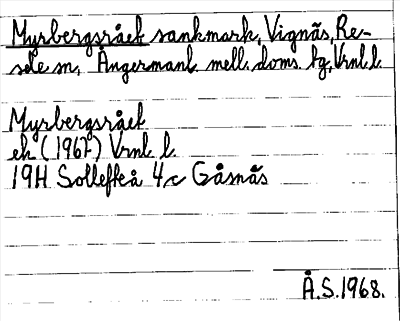 Myrbergsråek sankmark, Vignäs, Re-
sele sn, Ångermanl. mell. doms. bg, Vrnl. l.
Myrbergsråek
ek (1967) Vrnl. l.
19H Sollefteå 4c Gåsnäs
Å.S. 1968.